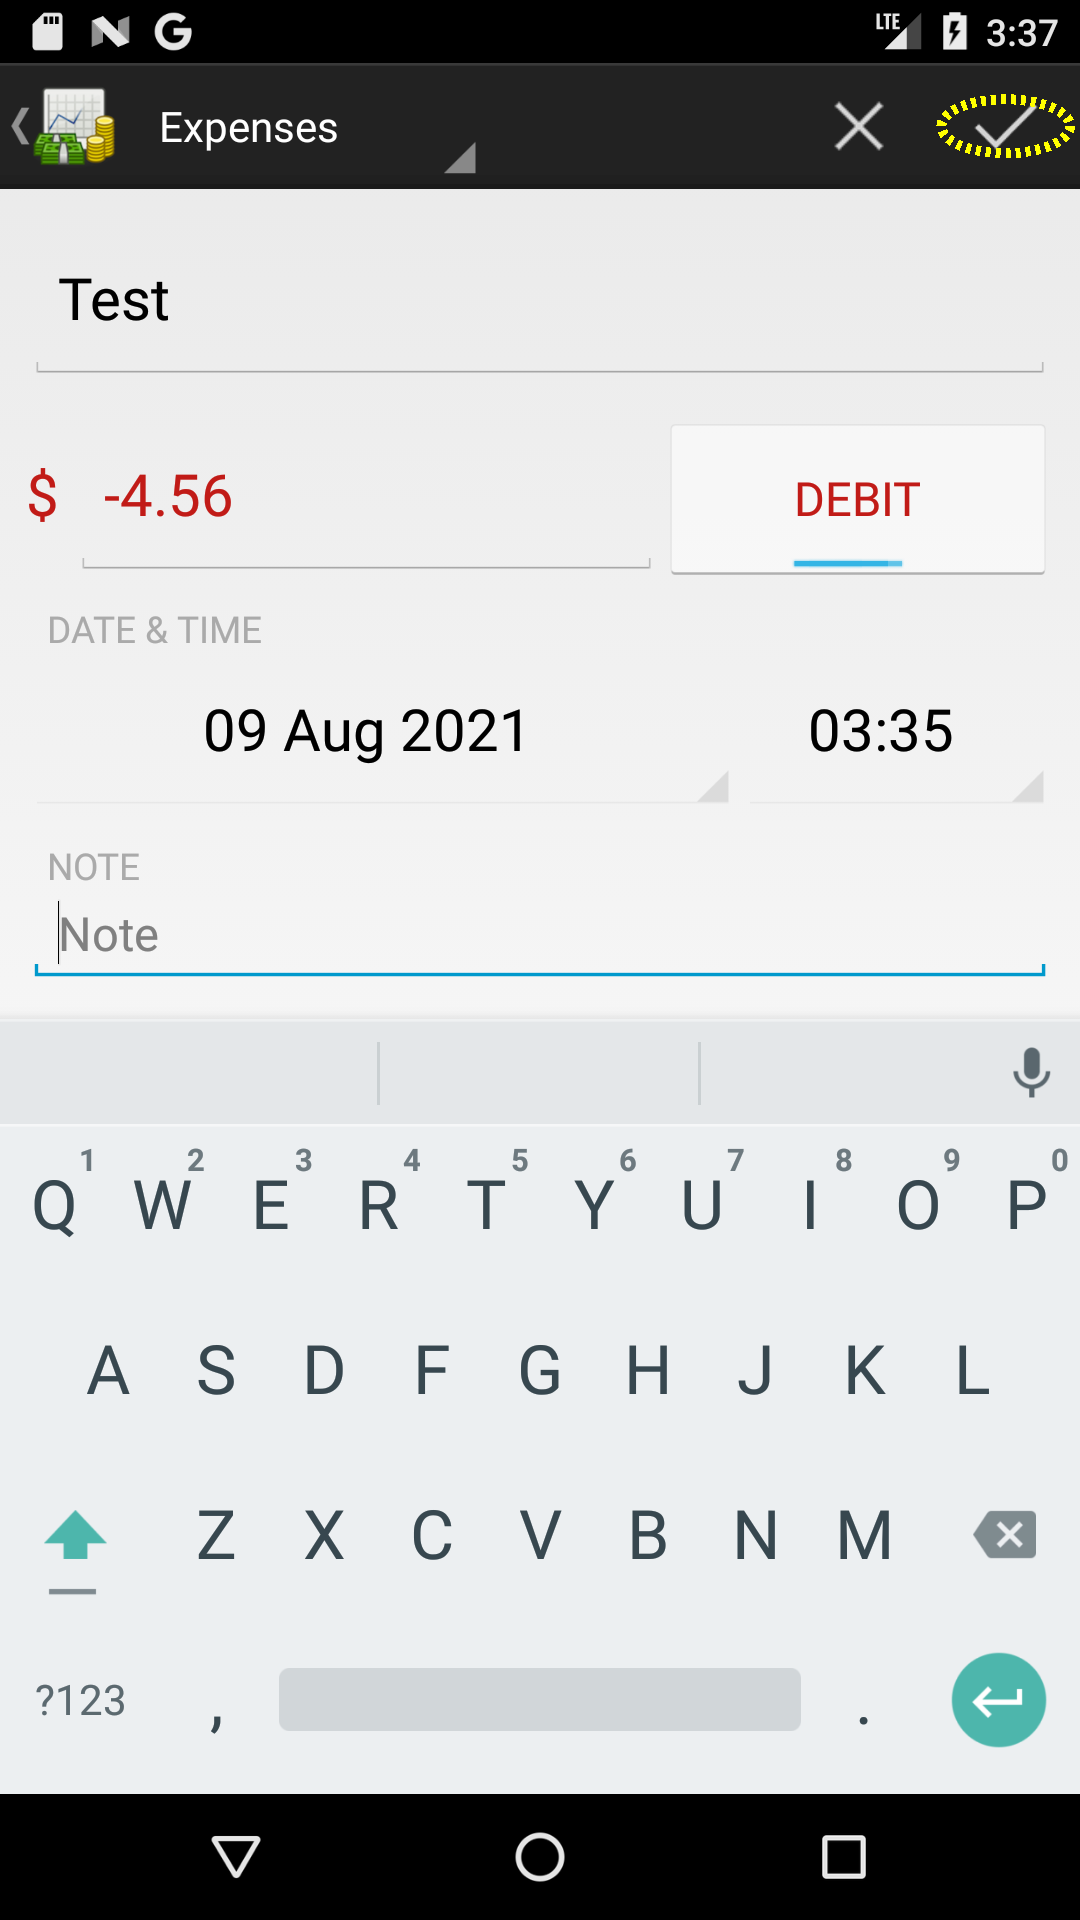 LTE 3:37
Expenses
Test
$ -4.56 DEBIT
DATE & TIME
09 Aug 2021 03:35
NOTE
Note
1 2 3 4 5 6 7 8 9 0
Q W E R T Y U I O P
A S D F G H J K L
Z X C V B N M
?123 , .